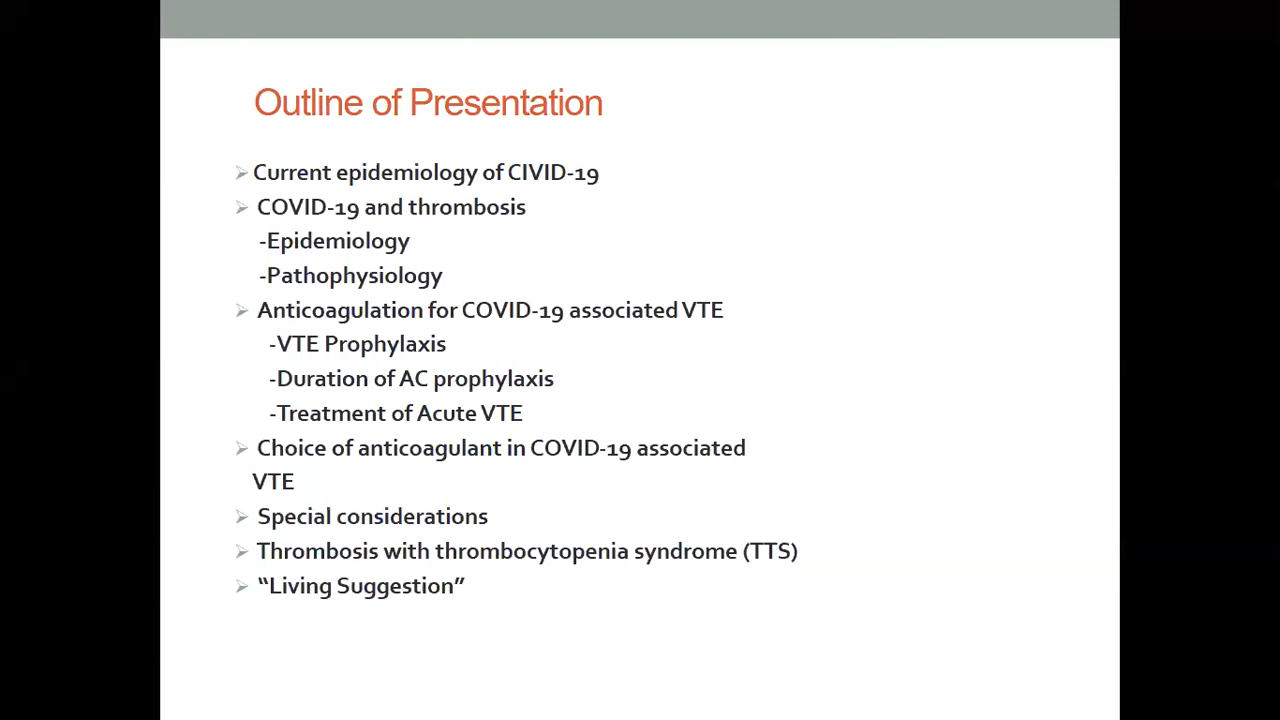 Outline of Presentation
Current epidemiology of CIVID-19
COVID-19 and thrombosis
-Epidemiology
-Pathophysiology
Anticoagulation for COVID-19 associated VTE
-VTE Prophylaxis
-Duration of AC prophylaxis
-Treatment of Acute VTE
Choice of anticoagulant in COVID-19 associated
VTE
Special considerations
Thrombosis with thrombocytopenia syndrome (TTS)
“Living Suggestion”